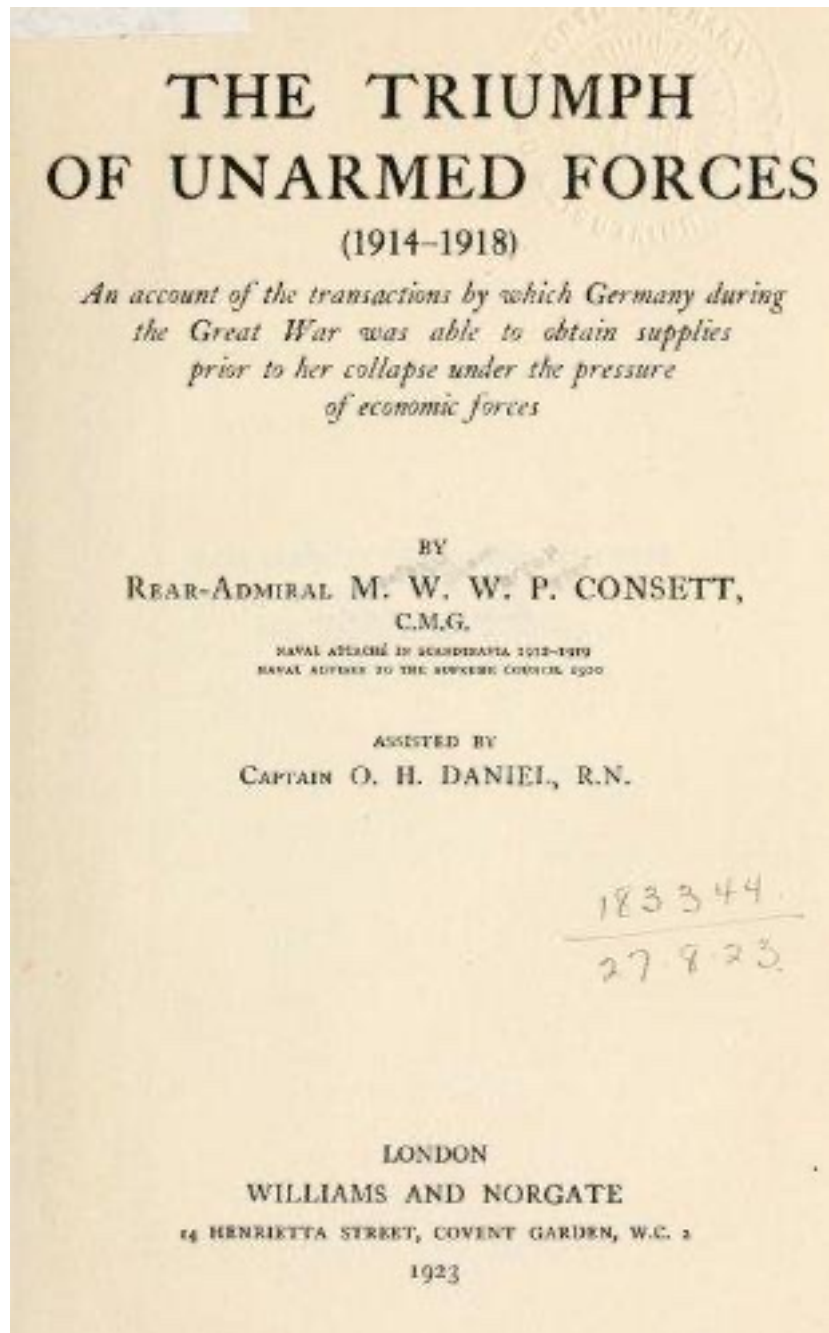 THE TRIUMPH
OF UNARMED FORCES
(1914–1918)
An account of the transactions by which Germany during
the Great War was able to obtain supplies
prior to her collapse under the pressure
of economic forces
BY
REAR-ADMIRAL M. W. W. P. CONSETT,
C.M.G.
NAVAL ATTACHÉ IN SCANDINAVIA 1912–1919
NAVAL ADVISER TO THE SUPREME COUNCIL 1920
ASSISTED BY
CAPTAIN O. H. DANIEL, R.N.
183344.
27.8.23.
LONDON
WILLIAMS AND NORGATE
14 HENRIETTA STREET, COVENT GARDEN, W.C. 2
1923